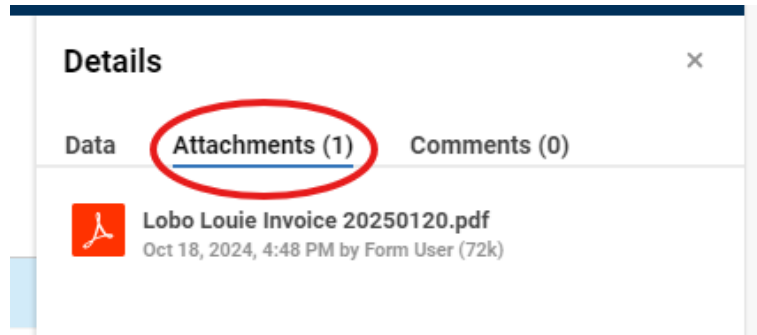 Details
Data Attachments (1) Comments (0)
Lobo Louie Invoice 20250120.pdf
Oct 18, 2024, 4:48 PM by Form User (72k)